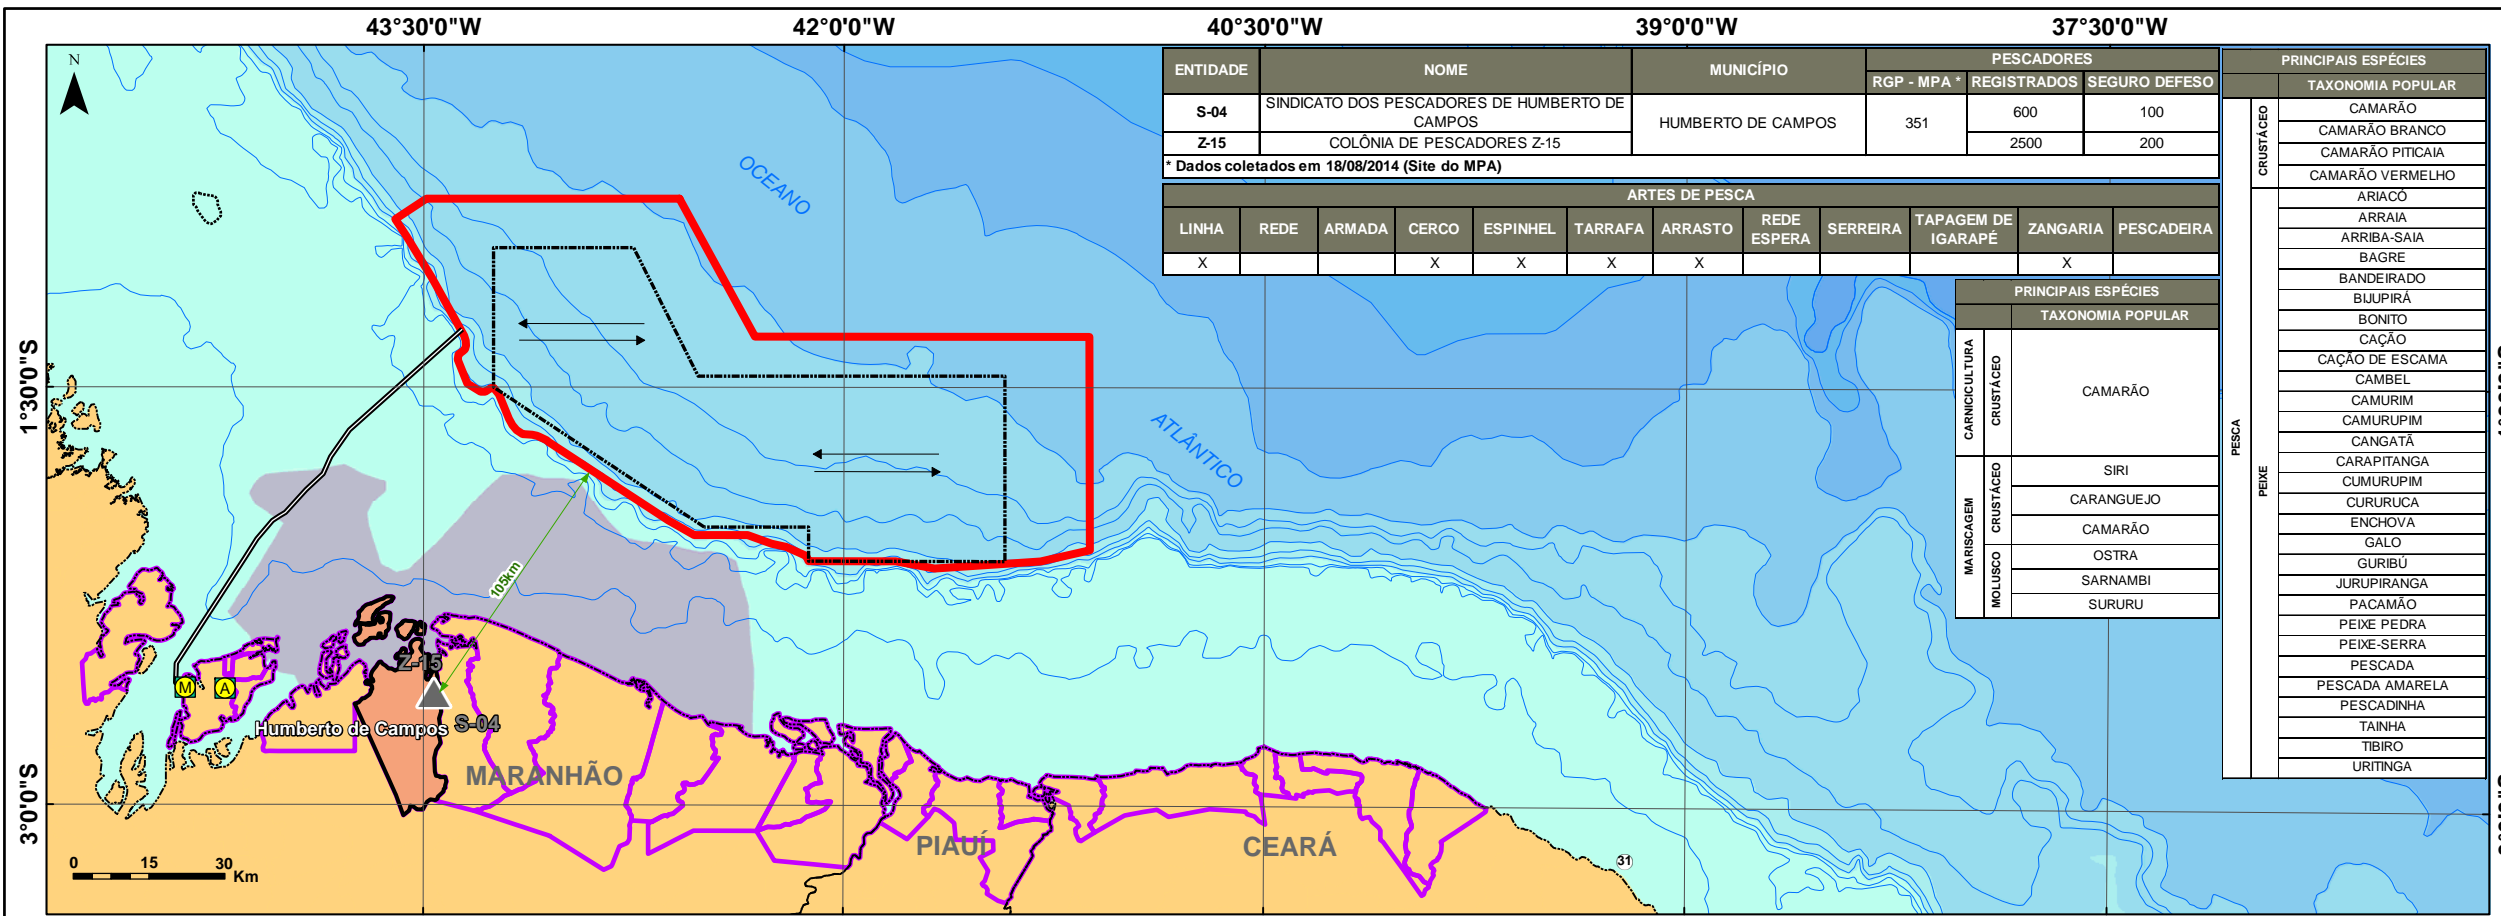 43°30'0"W
42°0'0"W
40°30'0"W
39°0'0"W
37°30'0"W
N
ENTIDADE
NOME
MUNICÍPIO
PESCADORES
RGP - MPA *
REGISTRADOS
SEGURO DEFESO
S-04
SINDICATO DOS PESCADORES DE HUMBERTO DE
CAMPOS
HUMBERTO DE CAMPOS
351
600
100
Z-15
COLÔNIA DE PESCADORES Z-15
2500
200
* Dados coletados em 18/08/2014 (Site do MPA)
ARTES DE PESCA
LINHA
REDE
ARMADA
CERCO
ESPINHEL
TARRAFA
ARRASTO
REDE
ESPERA
SERREIRA
TAPAGEM DE
IGARAPÉ
ZANGARIA
PESCADEIRA
X
X
X
X
X
X
PRINCIPAIS ESPÉCIES
TAXONOMIA POPULAR
CARNICICULTURA
CRUSTÁCEO
CAMARÃO
MARISCAGEM
CRUSTÁCEO
SIRI
CARANGUEJO
CAMARÃO
MOLUSCO
OSTRA
SARNAMBI
SURURU
PRINCIPAIS ESPÉCIES
TAXONOMIA POPULAR
PESCA
CRUSTÁCEO
CAMARÃO
CAMARÃO BRANCO
CAMARÃO PITICAIA
CAMARÃO VERMELHO
PEIXE
ARIACÓ
ARRAIA
ARRIBA-SAIA
BAGRE
BANDEIRADO
BIJUPIRÁ
BONITO
CAÇÃO
CAÇÃO DE ESCAMA
CAMBEL
CAMURIM
CAMURUPIM
CANGATÃ
CARAPITANGA
CUMURUPIM
CURURUCA
ENCHOVA
GALO
GURIBÚ
JURUPIRANGA
PACAMÃO
PEIXE PEDRA
PEIXE-SERRA
PESCADA
PESCADA AMARELA
PESCADINHA
TAINHA
TIBIRO
URITINGA
OCEANO
ATLÂNTICO
1°30'0"S
3°0'0"S
105km
Z-15
M
A
Humberto de Campos
S-04
MARANHÃO
PIAUÍ
CEARÁ
31
0
15
30
Km